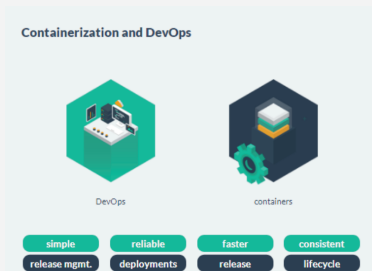 Containerization and DevOps
DevOps
containers
simple
reliable
faster
consistent
release mgmt.
deployments
release
lifecycle